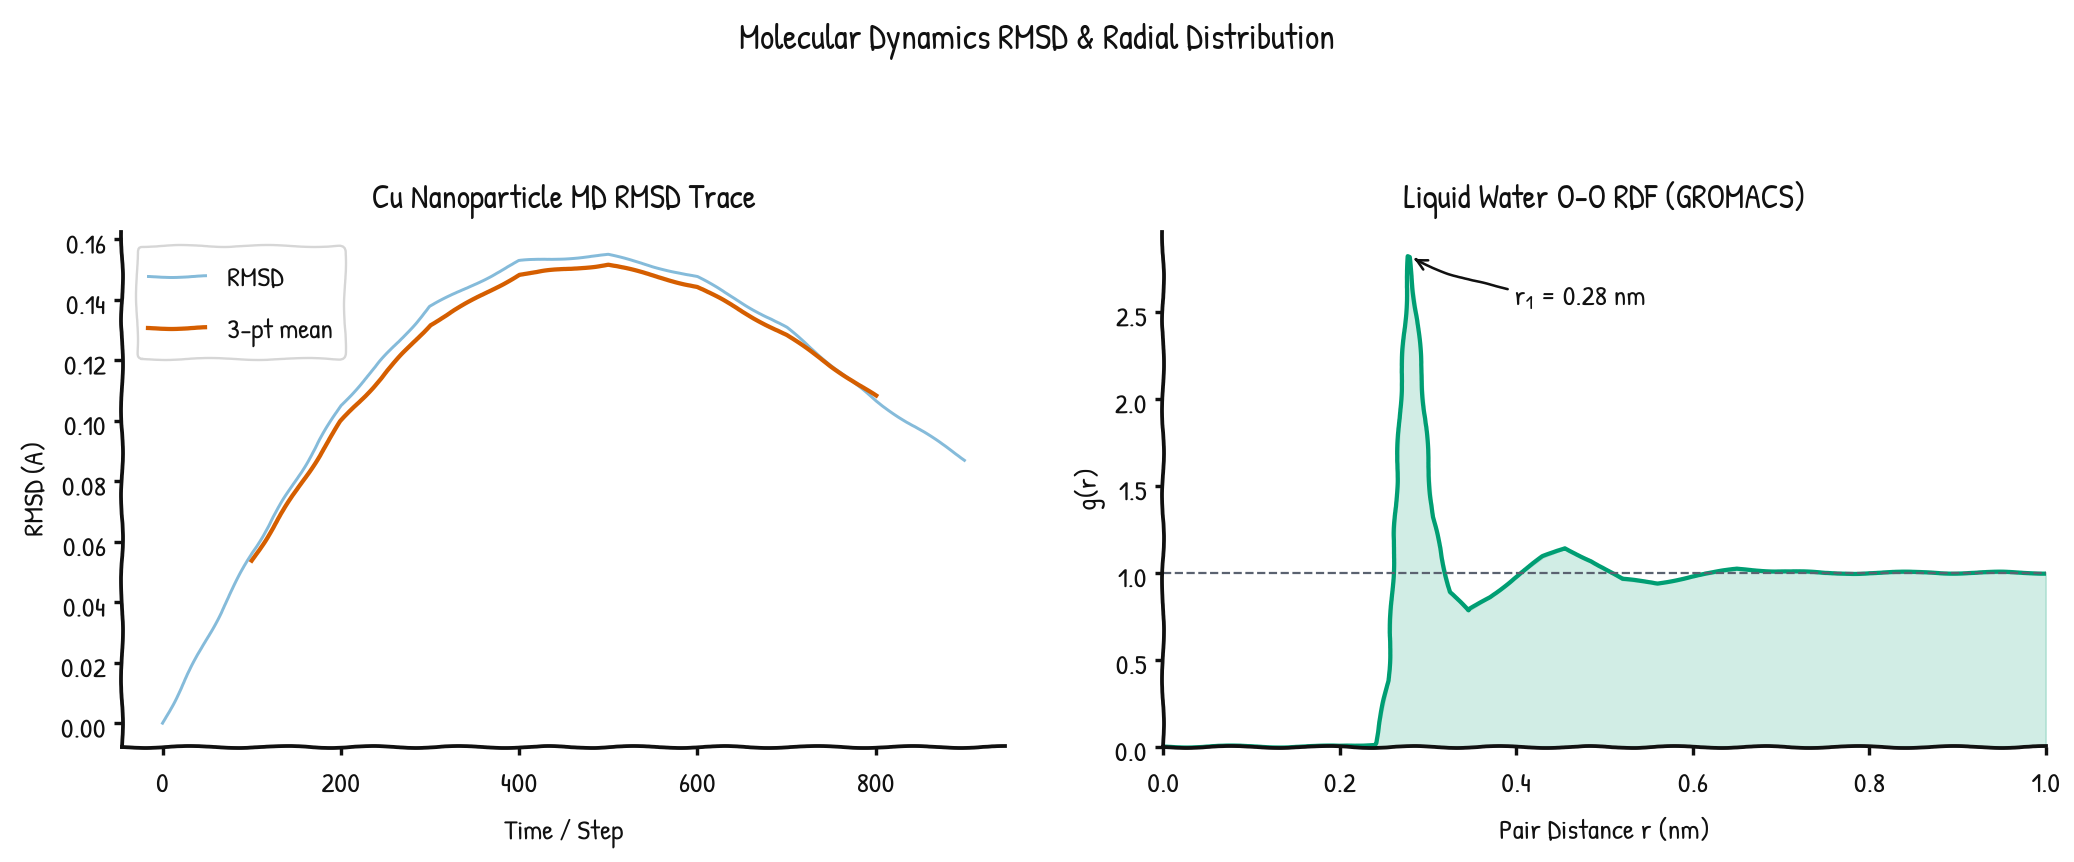 Molecular Dynamics RMSD & Radial Distribution
Cu Nanoparticle MD RMSD Trace
RMSD
3-pt mean
RMSD (A)
0.16
0.14
0.12
0.10
0.08
0.06
0.04
0.02
0.00
0 200 400 600 800
Time / Step
Liquid Water O-O RDF (GROMACS)
r₁ = 0.28 nm
g(r)
2.5
2.0
1.5
1.0
0.5
0.0
0.0 0.2 0.4 0.6 0.8 1.0
Pair Distance r (nm)